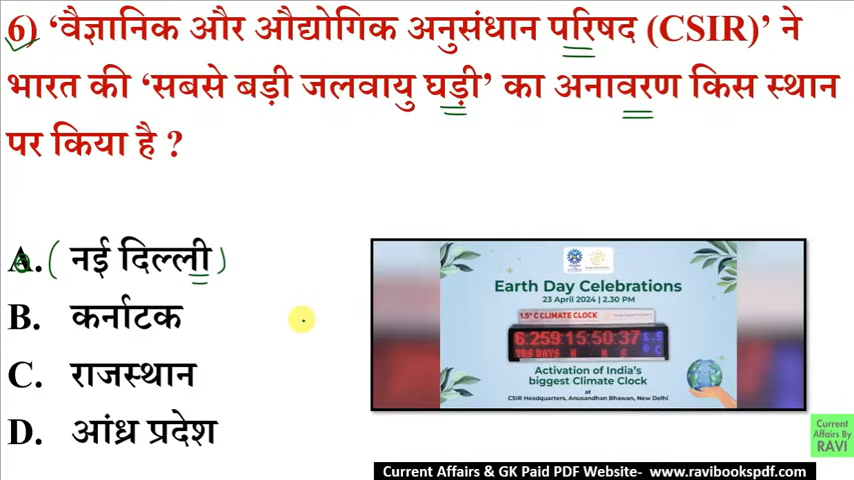 6) ‘वैज्ञानिक और औद्योगिक अनुसंधान परिषद (CSIR)’ ने
भारत की ‘सबसे बड़ी जलवायु घड़ी’ का अनावरण किस स्थान
पर किया है ?
A. ( नई दिल्ली )
B. कर्नाटक
C. राजस्थान
D. आंध्र प्रदेश
Earth Day Celebrations
23 April 2024 | 2.30 PM
1.5° C CLIMATE CLOCK
6:259:15:50:37 1.5
YRS DAYS H M S 0 C
Activation of India's
biggest Climate Clock
at
CSIR Headquarters, Anusandhan Bhawan, New Delhi
Current
Affairs By
RAVI
Current Affairs & GK Paid PDF Website- www.ravibookspdf.com